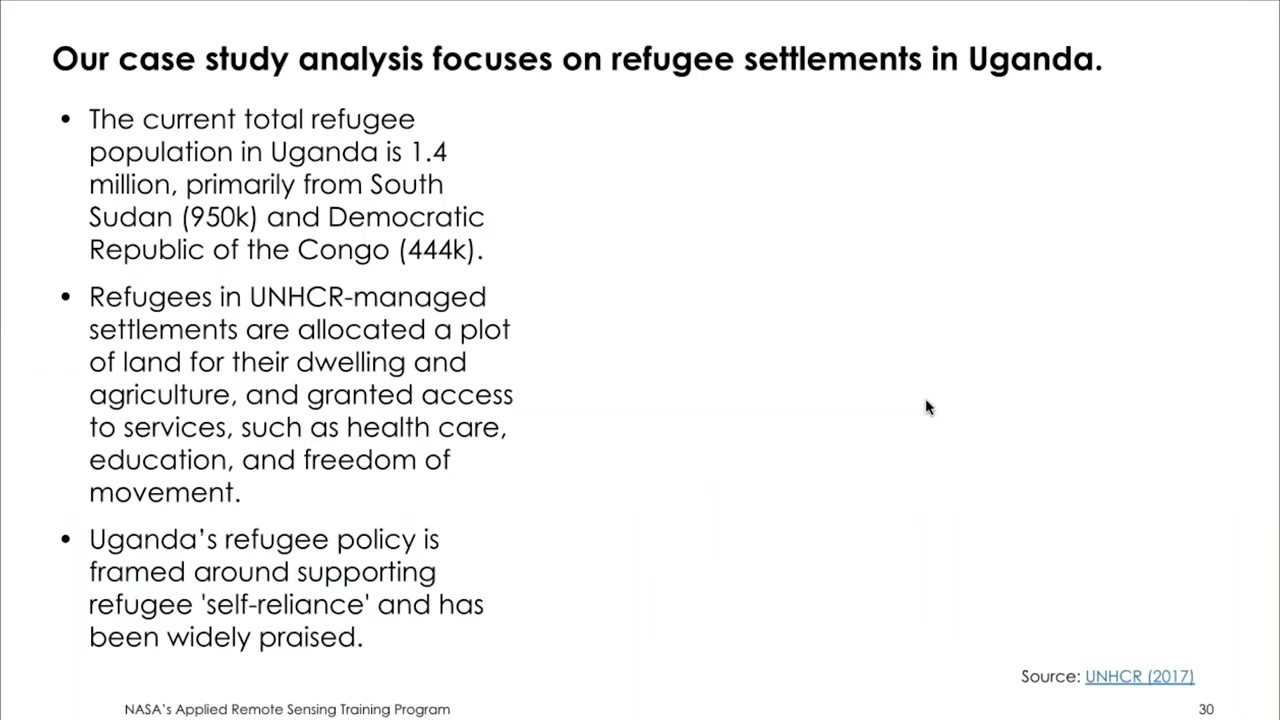 Our case study analysis focuses on refugee settlements in Uganda.
• The current total refugee
population in Uganda is 1.4
million, primarily from South
Sudan (950k) and Democratic
Republic of the Congo (444k).
• Refugees in UNHCR-managed
settlements are allocated a plot
of land for their dwelling and
agriculture, and granted access
to services, such as health care,
education, and freedom of
movement.
• Uganda’s refugee policy is
framed around supporting
refugee 'self-reliance' and has
been widely praised.
Source: UNHCR (2017)
NASA’s Applied Remote Sensing Training Program
30